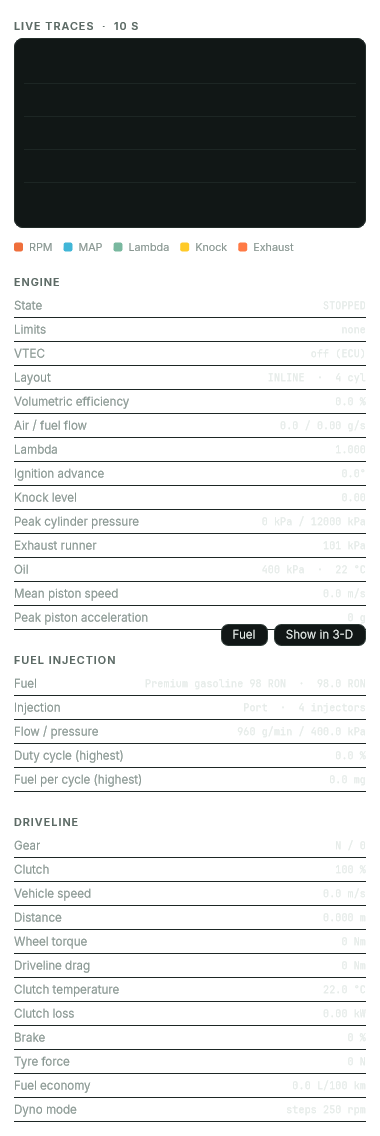 LIVE TRACES · 10 S
RPM MAP Lambda Knock Exhaust
ENGINE
State STOPPED
Limits none
VTEC off (ECU)
Layout INLINE · 4 cyl
Volumetric efficiency 0.0 %
Air / fuel flow 0.0 / 0.00 g/s
Lambda 1.000
Ignition advance 0.0°
Knock level 0.00
Peak cylinder pressure 0 kPa / 12000 kPa
Exhaust runner 101 kPa
Oil 400 kPa · 22 °C
Mean piston speed 0.0 m/s
Peak piston acceleration 0 g
Fuel Show in 3-D
FUEL INJECTION
Fuel Premium gasoline 98 RON · 98.0 RON
Injection Port · 4 injectors
Flow / pressure 960 g/min / 400.0 kPa
Duty cycle (highest) 0.0 %
Fuel per cycle (highest) 0.0 mg
DRIVELINE
Gear N / 0
Clutch 100 %
Vehicle speed 0.0 m/s
Distance 0.000 m
Wheel torque 0 Nm
Driveline drag 0 Nm
Clutch temperature 22.0 °C
Clutch loss 0.00 kW
Brake 0 %
Tyre force 0 N
Fuel economy 0.0 L/100 km
Dyno mode steps 250 rpm